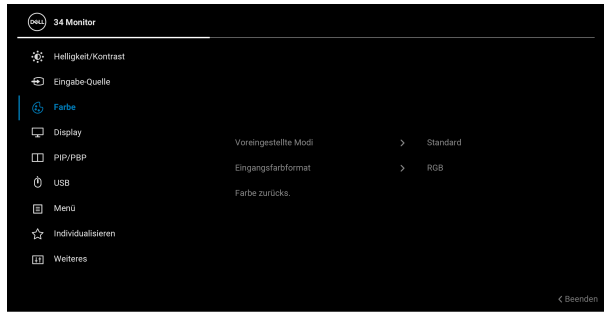 DELL 34 Monitor
Helligkeit/Kontrast
Eingabe-Quelle
Farbe
Display
Voreingestellte Modi > Standard
PIP/PBP
Eingangsfarbformat > RGB
USB
Farbe zurücks.
Menü
Individualisieren
Weiteres
< Beenden